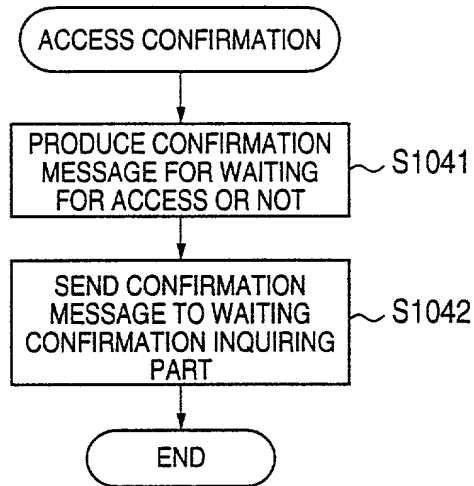 ACCESS CONFIRMATION
PRODUCE CONFIRMATION
MESSAGE FOR WAITING
FOR ACCESS OR NOT
S1041
SEND CONFIRMATION
MESSAGE TO WAITING
CONFIRMATION INQUIRING
PART
S1042
END